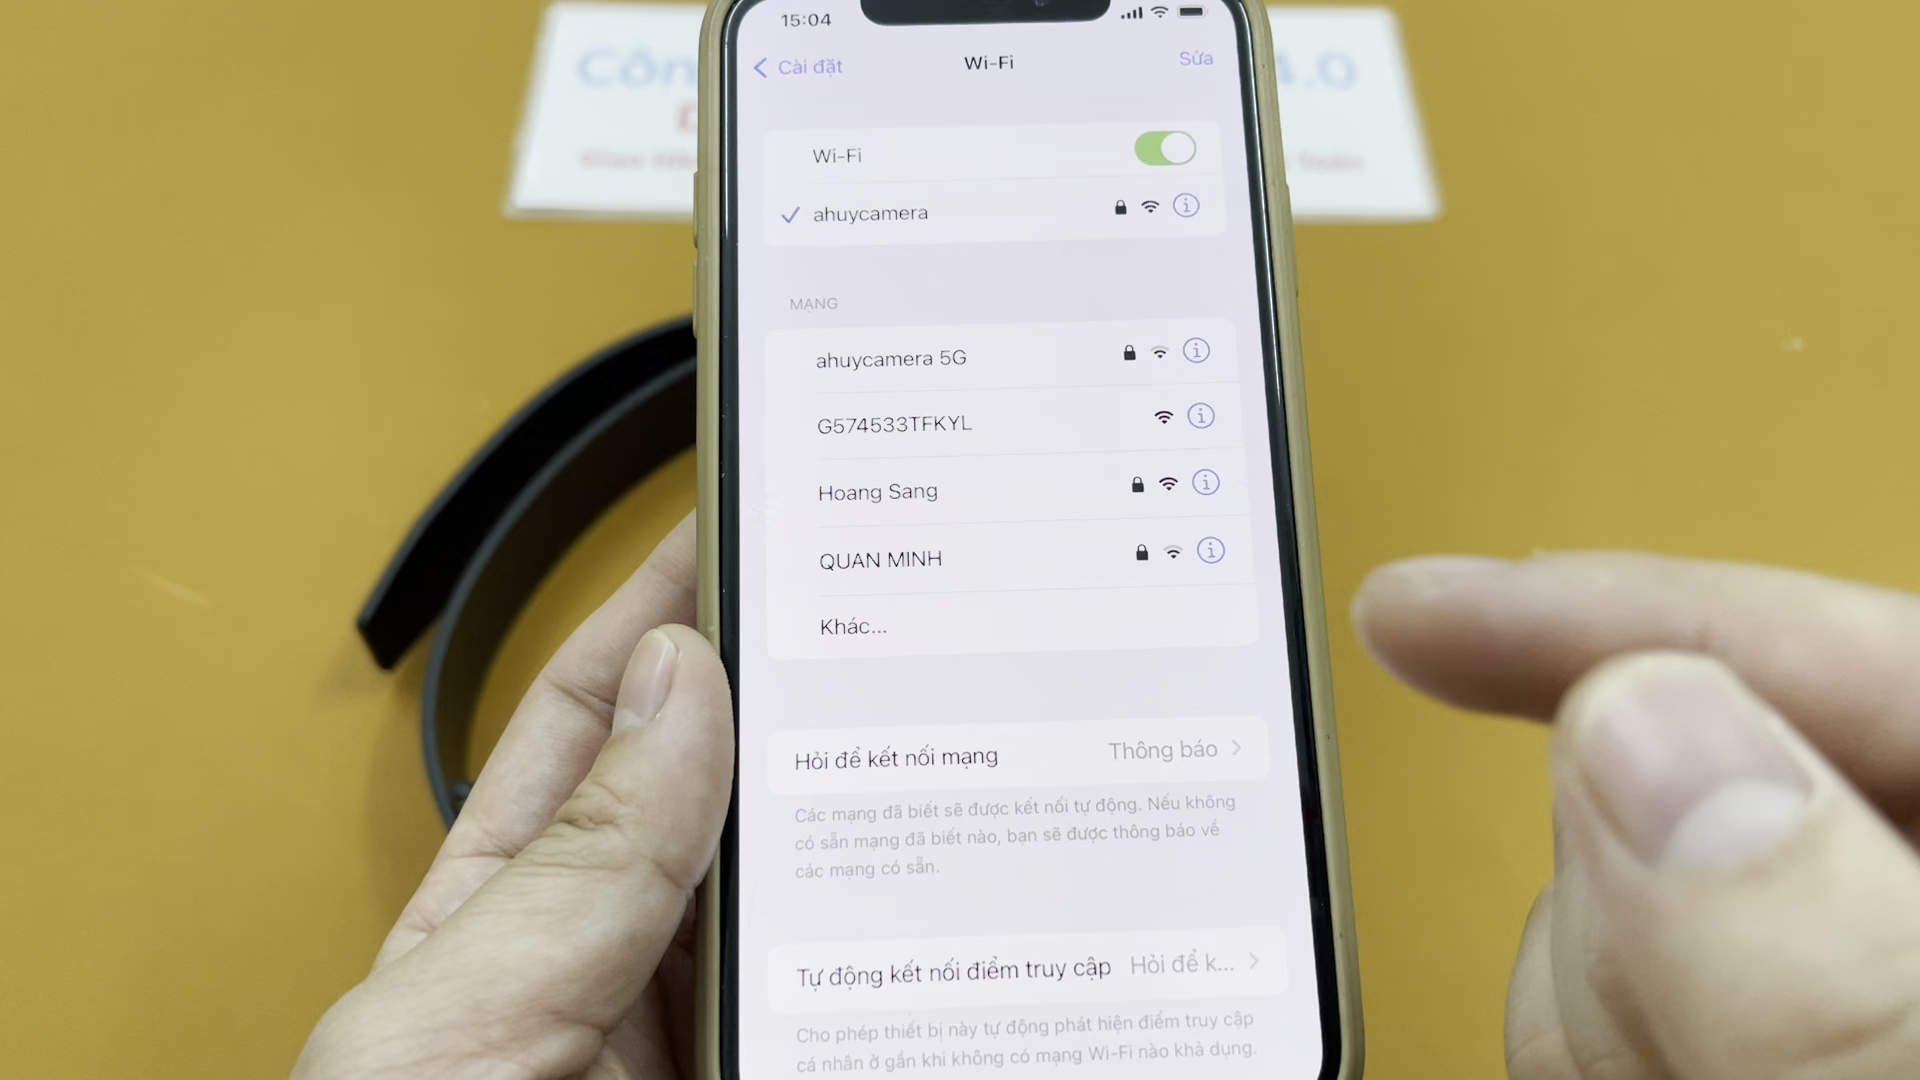 Côn 4.0
15:04
Cài đặt Wi-Fi Sửa
Wi-Fi
ahuycamera
MẠNG
ahuycamera 5G
G574533TFKYL
Hoang Sang
QUAN MINH
Khác...
Hỏi để kết nối mạng Thông báo
Các mạng đã biết sẽ được kết nối tự động. Nếu không
có sẵn mạng đã biết nào, bạn sẽ được thông báo về
các mạng có sẵn.
Tự động kết nối điểm truy cập Hỏi để k...
Cho phép thiết bị này tự động phát hiện điểm truy cập
cá nhân ở gần khi không có mạng Wi-Fi nào khả dụng.